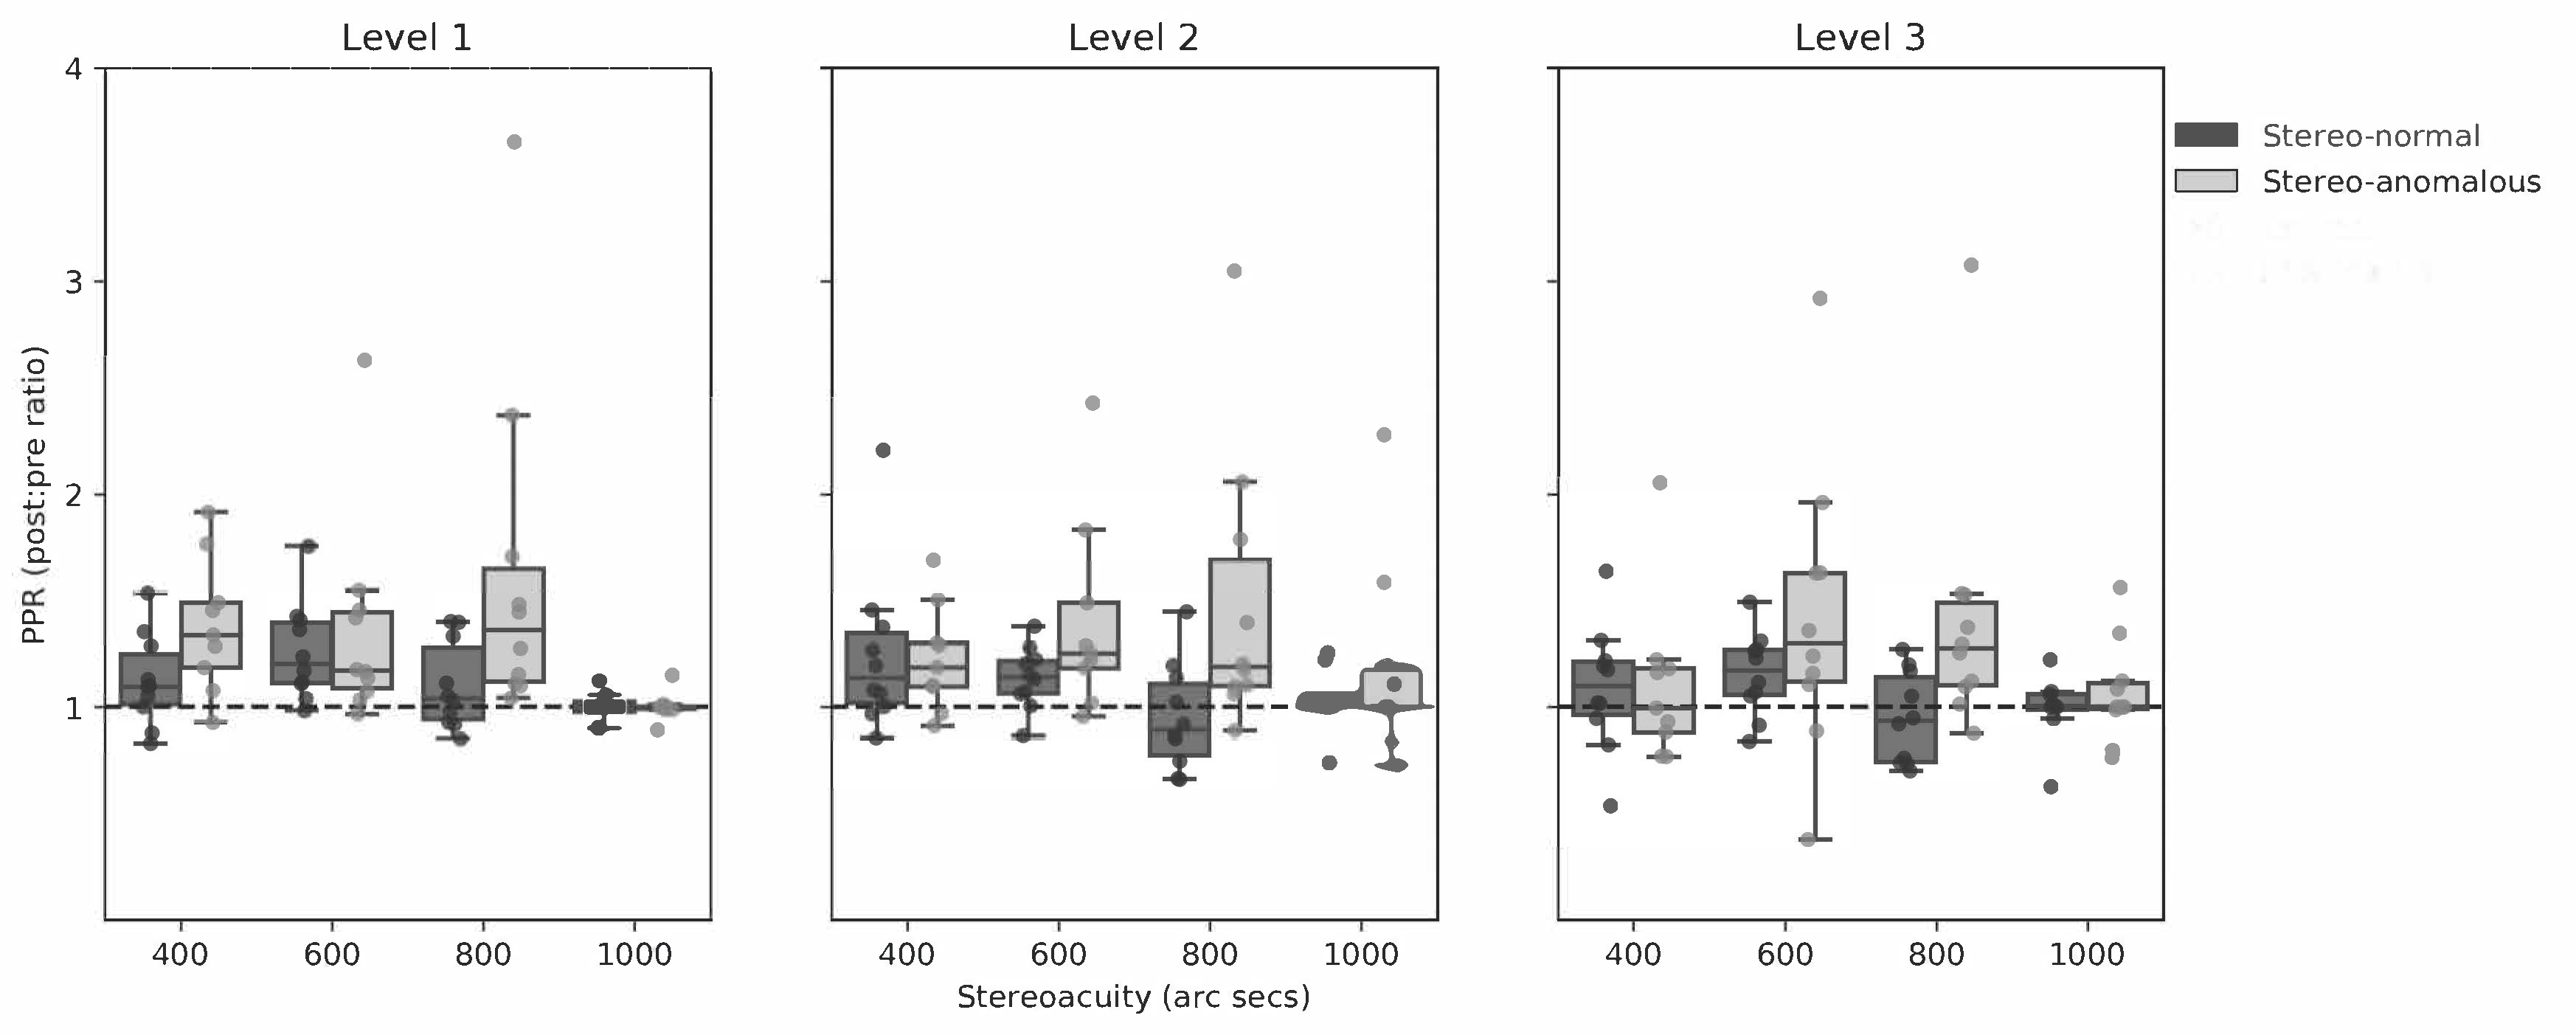 Level 1
Level 2
Level 3
4
3
2
1
PPR (post:pre ratio)
Stereo-normal
Stereo-anomalous
400 600 800 1000
400 600 800 1000
400 600 800 1000
Stereoacuity (arc secs)